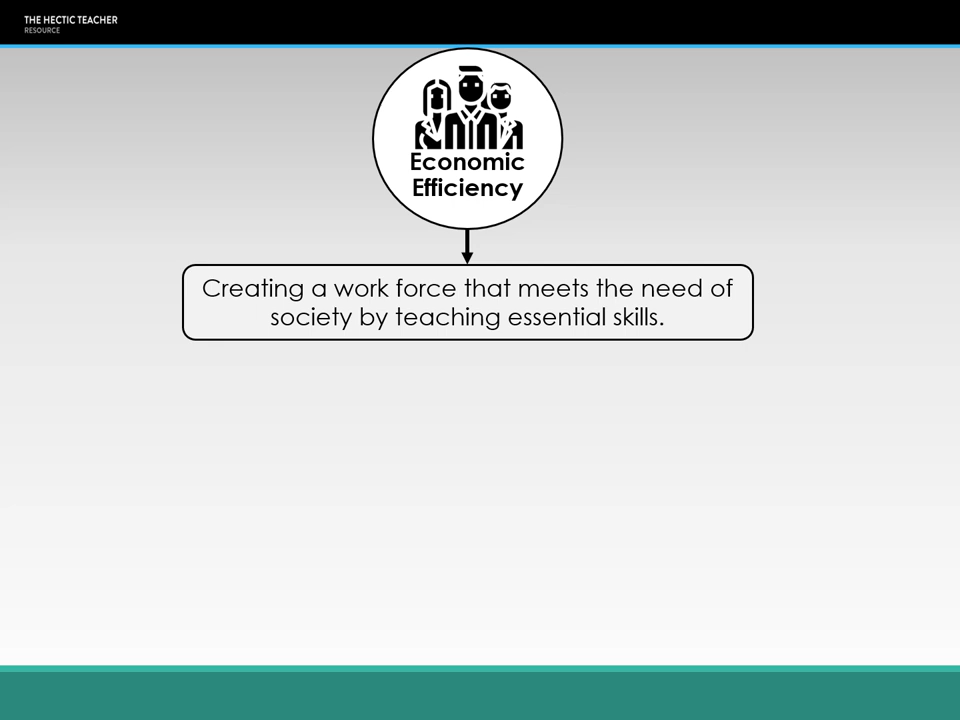 THE HECTIC TEACHER
RESOURCE
Economic
Efficiency
Creating a work force that meets the need of
society by teaching essential skills.